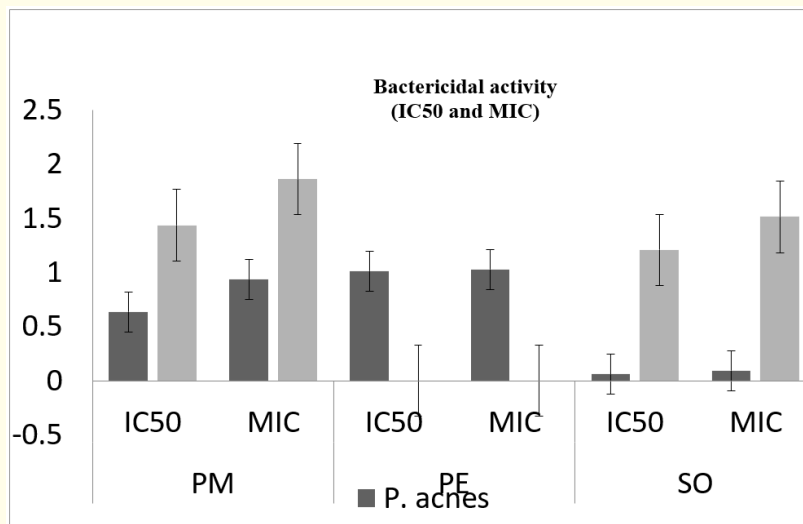 Bactericidal activity
(IC50 and MIC)
2.5
2
1.5
1
0.5
0
-0.5
IC50 MIC IC50 MIC IC50 MIC
PM PE SO
P. acnes